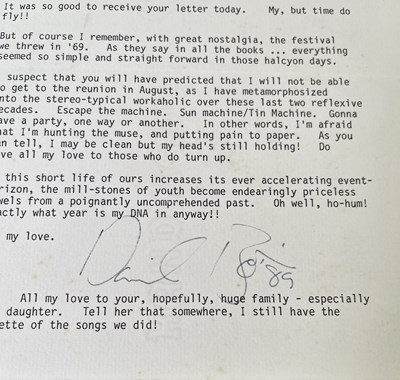 It was so good to receive your letter today. My, but time do
fly!!
But of course I remember, with great nostalgia, the festival
we threw in '69. As they say in all the books ... everything
seemed so simple and straight forward in those halcyon days.
suspect that you will have predicted that I will not be able
to get to the reunion in August, as I have metamorphosized
nto the stereo-typical workaholic over these last two reflexive
ecades. Escape the machine. Sun machine/Tin Machine. Gonna
ave a party, one way or another. In other words, I'm afraid
hat I'm hunting the muse, and putting pain to paper. As you
an tell, I may be clean but my head's still holding! Do
ve all my love to those who do turn up.
this short life of ours increases its ever accelerating event-
rizon, the mill-stones of youth become endearingly priceless
wels from a poignantly uncomprehended past. Oh well, ho-hum!
ctly what year is my DNA in anyway!!
my love.
'89
All my love to your, hopefully, huge family - especially
daughter. Tell her that somewhere, I still have the
ette of the songs we did!